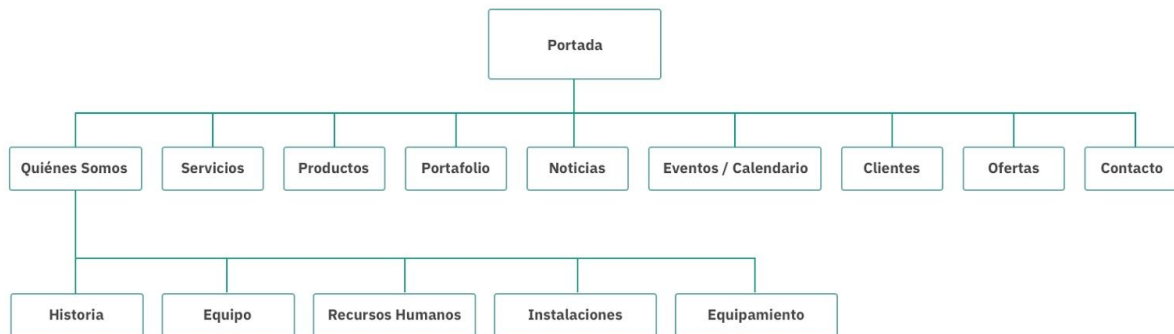 Portada
Quiénes Somos
Servicios
Productos
Portafolio
Noticias
Eventos / Calendario
Clientes
Ofertas
Contacto
Historia
Equipo
Recursos Humanos
Instalaciones
Equipamiento